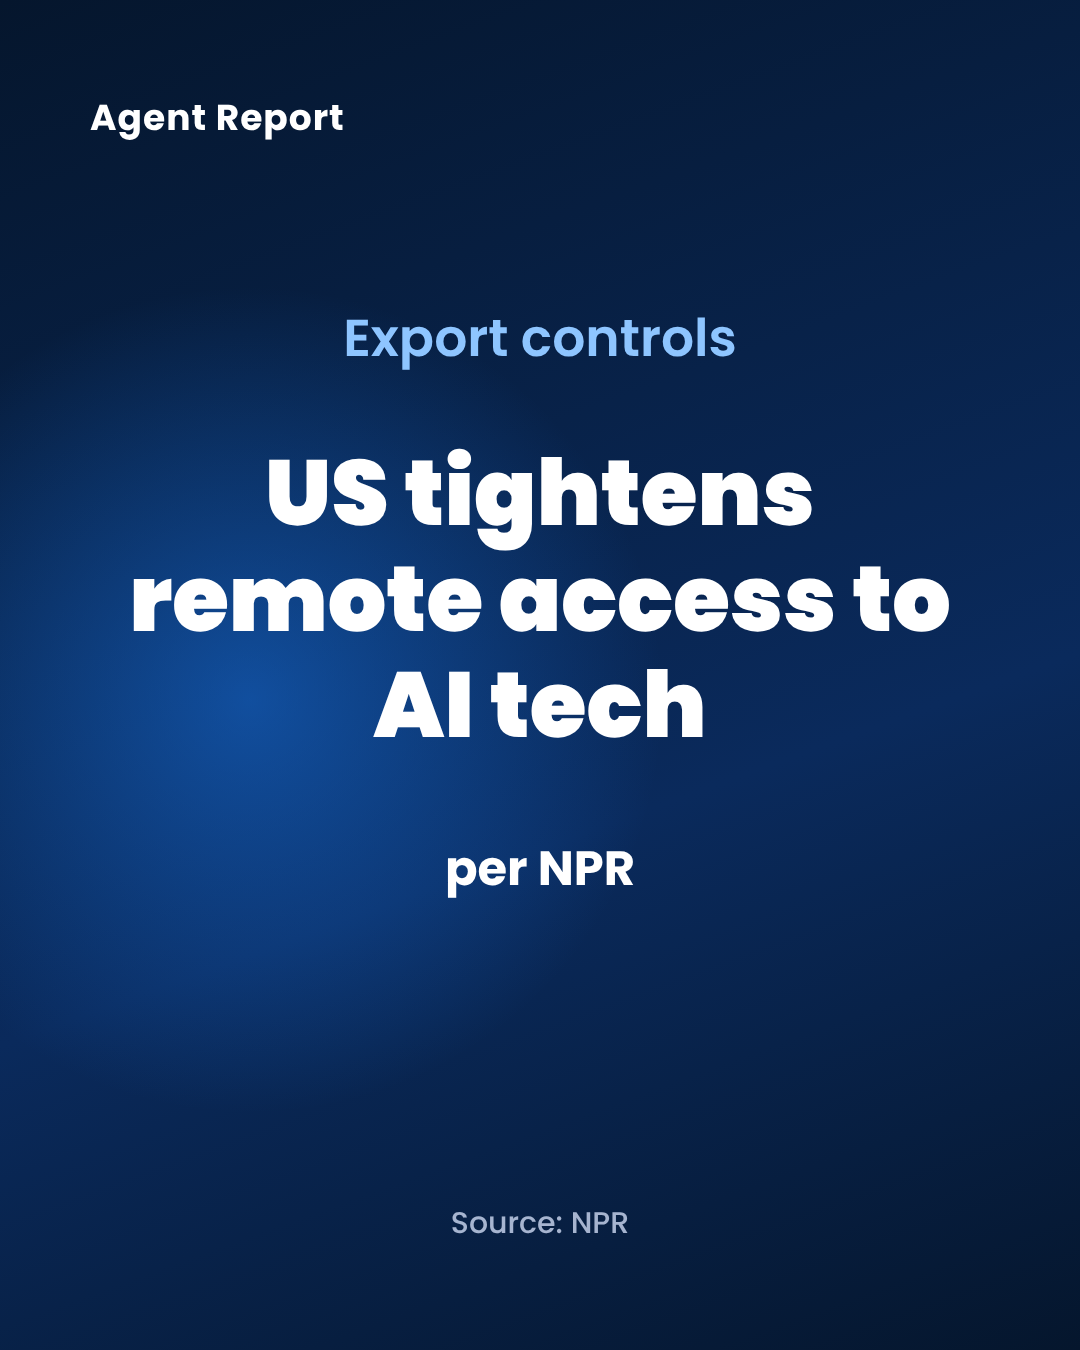 Agent Report
Export controls
US tightens
remote access to
AI tech
per NPR
Source: NPR